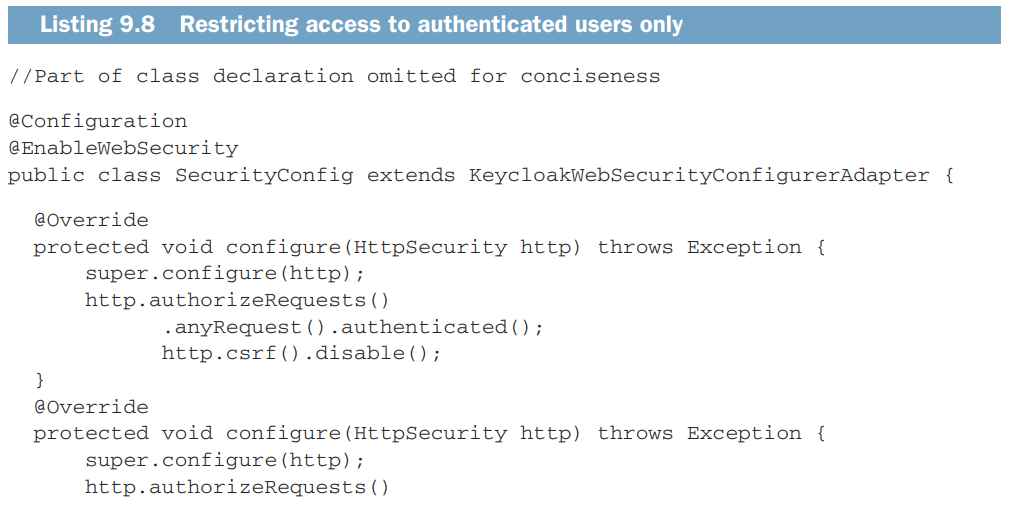 Listing 9.8 Restricting access to authenticated users only
//Part of class declaration omitted for conciseness
@Configuration
@EnableWebSecurity
public class SecurityConfig extends KeycloakWebSecurityConfigurerAdapter {
@Override
protected void configure(HttpSecurity http) throws Exception {
super.configure(http);
http.authorizeRequests()
.anyRequest().authenticated();
http.csrf().disable();
}
@Override
protected void configure(HttpSecurity http) throws Exception {
super.configure(http);
http.authorizeRequests()